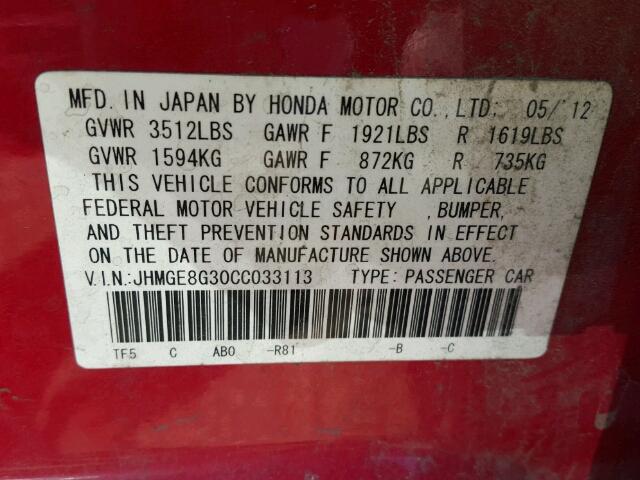 MFD. IN JAPAN BY HONDA MOTOR CO.,LTD: 05/'12
GVWR 3512LBS GAWR F 1921LBS R 1619LBS
GVWR 1594KG GAWR F 872KG R 735KG
THIS VEHICLE CONFORMS TO ALL APPLICABLE
FEDERAL MOTOR VEHICLE SAFETY ,BUMPER,
AND THEFT PREVENTION STANDARDS IN EFFECT
ON THE DATE OF MANUFACTURE SHOWN ABOVE.
V.I.N.:JHMGE8G30CC033113 TYPE: PASSENGER CAR
TF5 C AB0 -R81 -B -C